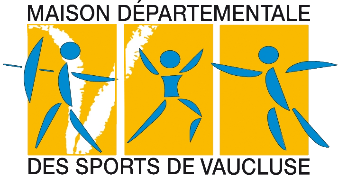 MAISON DÉPARTEMENTALE
DES SPORTS DE VAUCLUSE